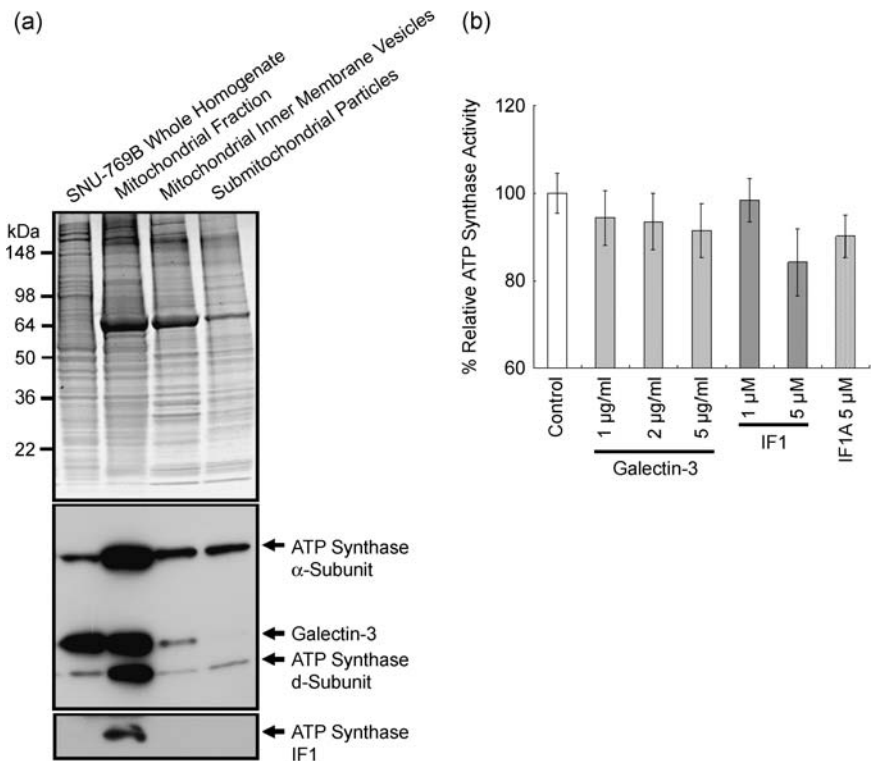 (a)
SNU-769B Whole Homogenate
Mitochondrial Fraction
Mitochondrial Inner Membrane Vesicles
Submitochondrial Particles
kDa
148
98
64
50
36
22
ATP Synthase
α-Subunit
Galectin-3
ATP Synthase
d-Subunit
ATP Synthase
IF1
(b)
% Relative ATP Synthase Activity
120
100
80
60
Control
1 µg/ml
2 µg/ml
5 µg/ml
1 µM
5 µM
IF1A 5 µM
Galectin-3
IF1